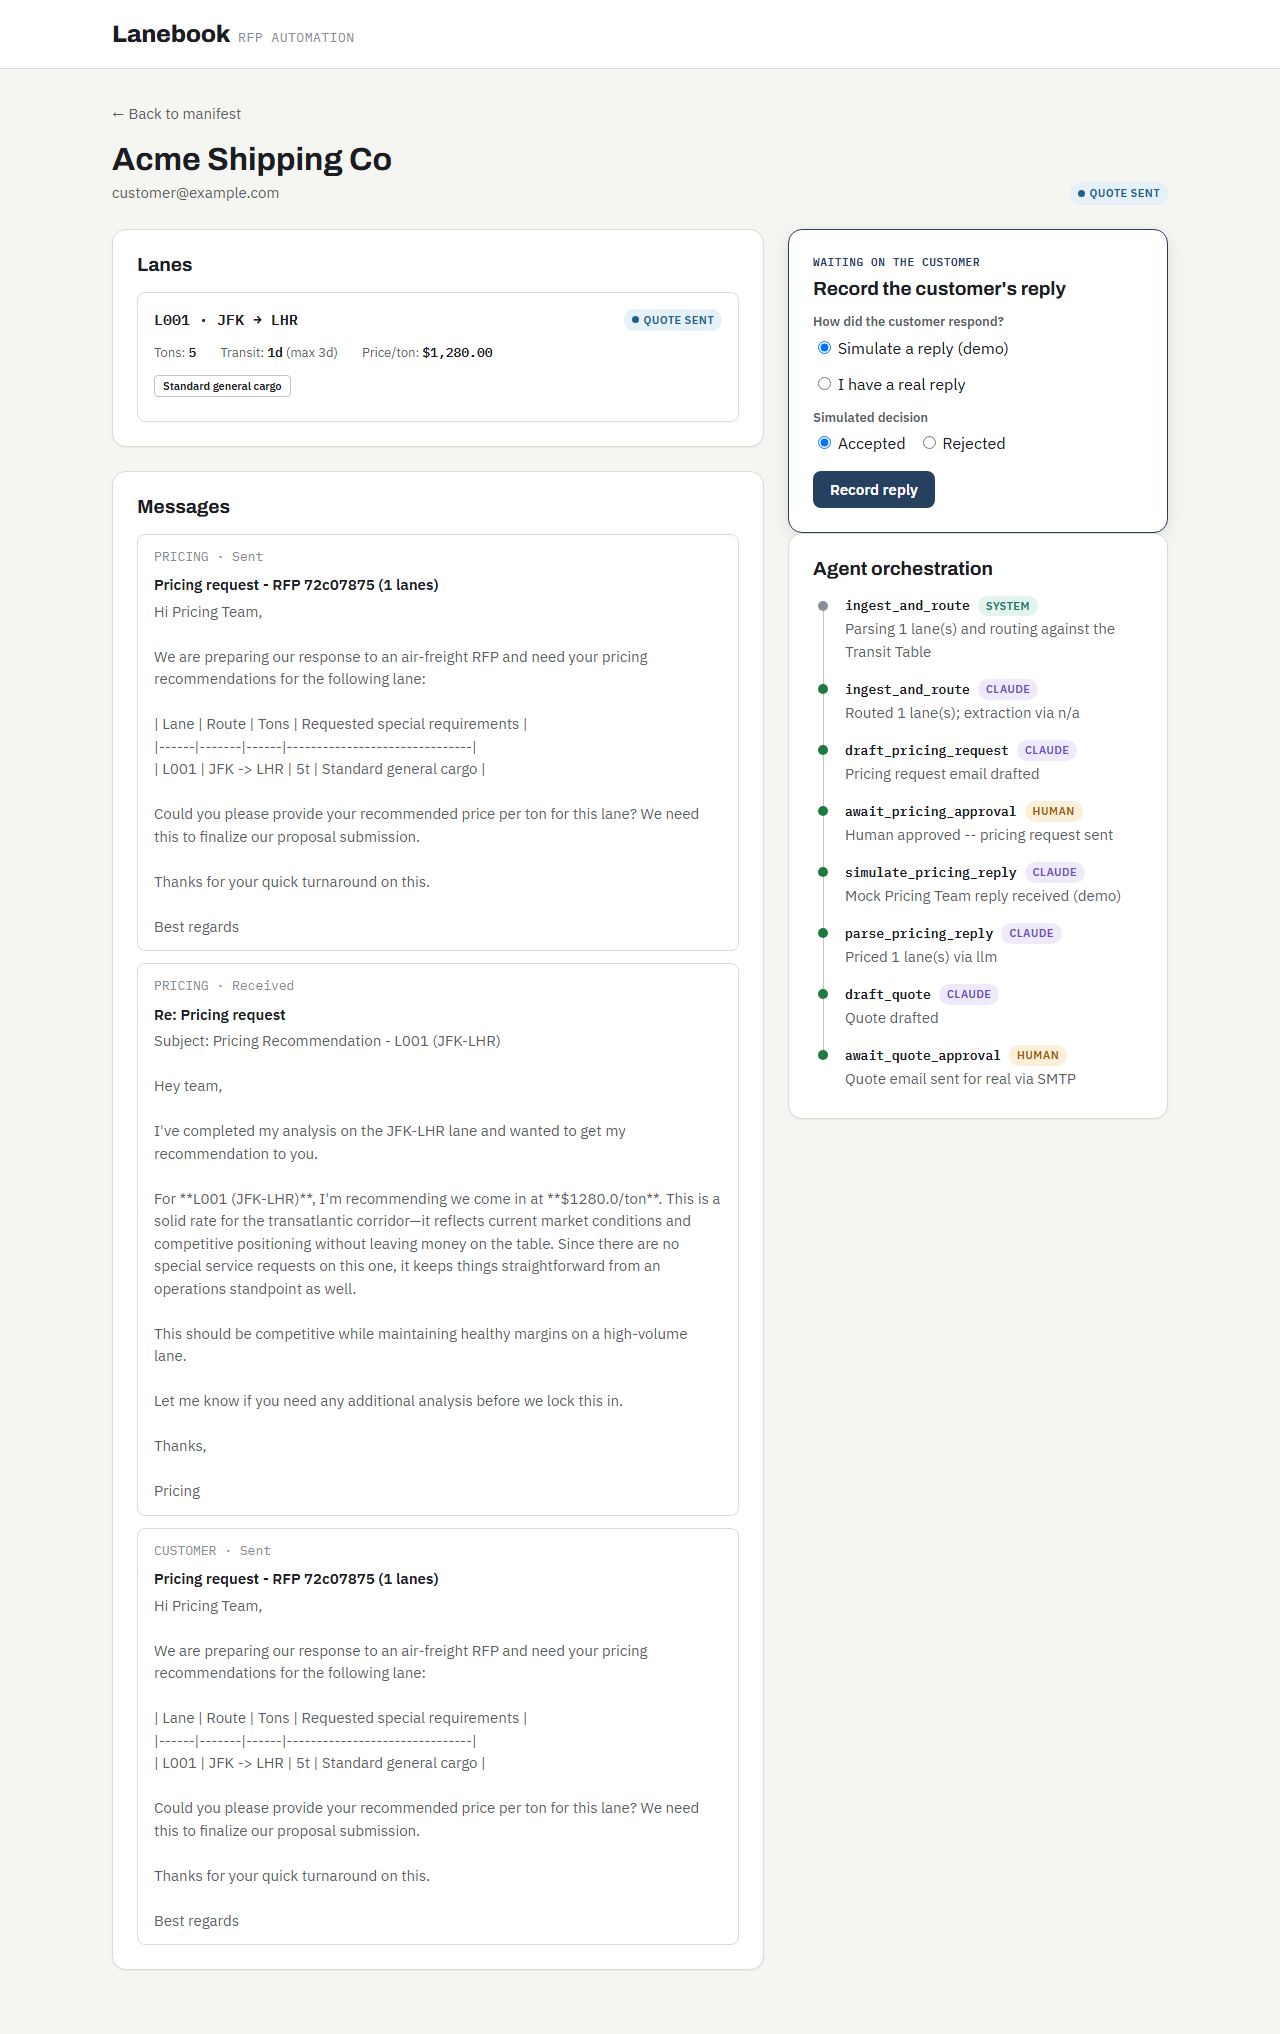 Lanebook RFP AUTOMATION
← Back to manifest
Acme Shipping Co
customer@example.com
QUOTE SENT
Lanes
L001 · JFK → LHR
QUOTE SENT
Tons: 5 Transit: 1d (max 3d) Price/ton: $1,280.00
Standard general cargo
Messages
PRICING · Sent
Pricing request - RFP 72c07875 (1 lanes)
Hi Pricing Team,
We are preparing our response to an air-freight RFP and need your pricing
recommendations for the following lane:
| Lane | Route | Tons | Requested special requirements |
|------|-------|------|-------------------------------|
| L001 | JFK -> LHR | 5t | Standard general cargo |
Could you please provide your recommended price per ton for this lane? We need
this to finalize our proposal submission.
Thanks for your quick turnaround on this.
Best regards
PRICING · Received
Re: Pricing request
Subject: Pricing Recommendation - L001 (JFK-LHR)
Hey team,
I've completed my analysis on the JFK-LHR lane and wanted to get my
recommendation to you.
For **L001 (JFK-LHR)**, I'm recommending we come in at **$1280.0/ton**. This is a
solid rate for the transatlantic corridor—it reflects current market conditions and
competitive positioning without leaving money on the table. Since there are no
special service requests on this one, it keeps things straightforward from an
operations standpoint as well.
This should be competitive while maintaining healthy margins on a high-volume
lane.
Let me know if you need any additional analysis before we lock this in.
Thanks,
Pricing
CUSTOMER · Sent
Pricing request - RFP 72c07875 (1 lanes)
Hi Pricing Team,
We are preparing our response to an air-freight RFP and need your pricing
recommendations for the following lane:
| Lane | Route | Tons | Requested special requirements |
|------|-------|------|-------------------------------|
| L001 | JFK -> LHR | 5t | Standard general cargo |
Could you please provide your recommended price per ton for this lane? We need
this to finalize our proposal submission.
Thanks for your quick turnaround on this.
Best regards
WAITING ON THE CUSTOMER
Record the customer's reply
How did the customer respond?
Simulate a reply (demo)
I have a real reply
Simulated decision
Accepted Rejected
Record reply
Agent orchestration
ingest_and_route SYSTEM
Parsing 1 lane(s) and routing against the
Transit Table
ingest_and_route CLAUDE
Routed 1 lane(s); extraction via n/a
draft_pricing_request CLAUDE
Pricing request email drafted
await_pricing_approval HUMAN
Human approved -- pricing request sent
simulate_pricing_reply CLAUDE
Mock Pricing Team reply received (demo)
parse_pricing_reply CLAUDE
Priced 1 lane(s) via llm
draft_quote CLAUDE
Quote drafted
await_quote_approval HUMAN
Quote email sent for real via SMTP